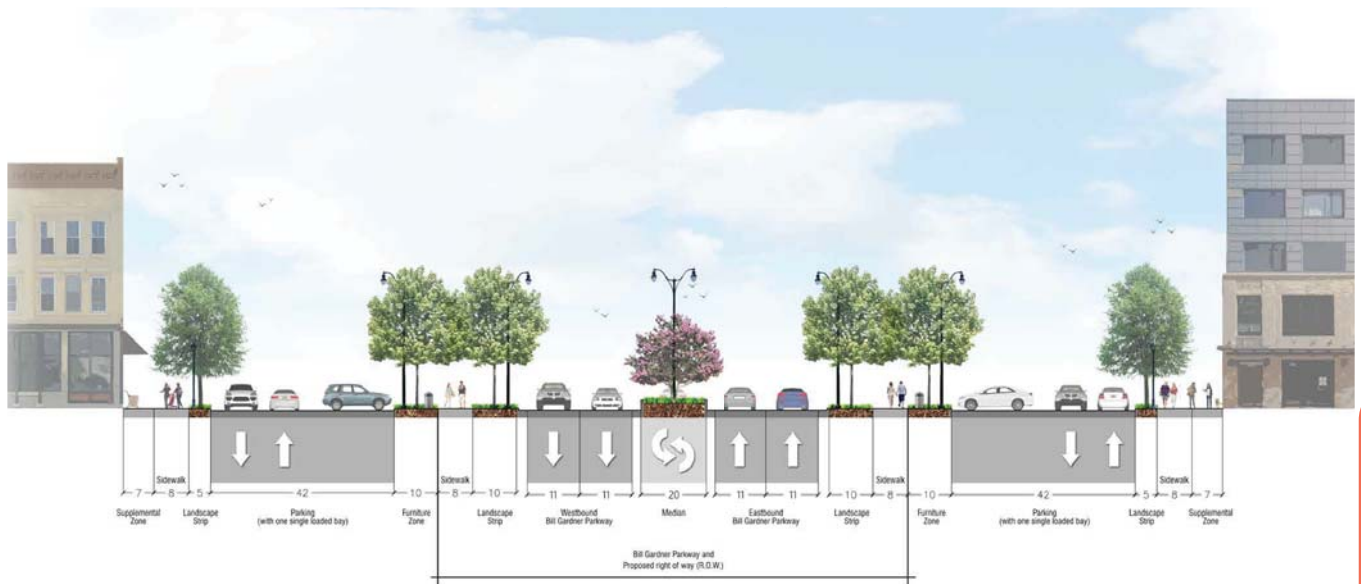 Sidewalk
Sidewalk
Sidewalk
Sidewalk
7 8 5 42 10 8 10 11 11 20 11 11 10 8 10 42 5 8 7
Supplemental
Zone
Landscape
Strip
Parking
(with one single loaded bay)
Furniture
Zone
Landscape
Strip
Westbound
Bill Gardner Parkway
Median
Eastbound
Bill Gardner Parkway
Landscape
Strip
Furniture
Zone
Parking
(with one single loaded bay)
Landscape
Strip
Supplemental
Zone
Bill Gardner Parkway and
Proposed right of way (R.O.W.)